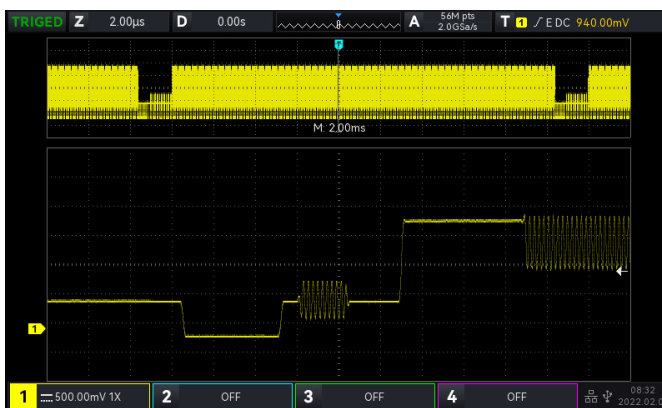 TRIGED Z 2.00μs D 0.00s A 56M pts 2.0GSa/s T 1 E DC 940.00mV
M: 2.00ms
1
1 500.00mV 1X 2 OFF 3 OFF 4 OFF 08:32
2022.02.0